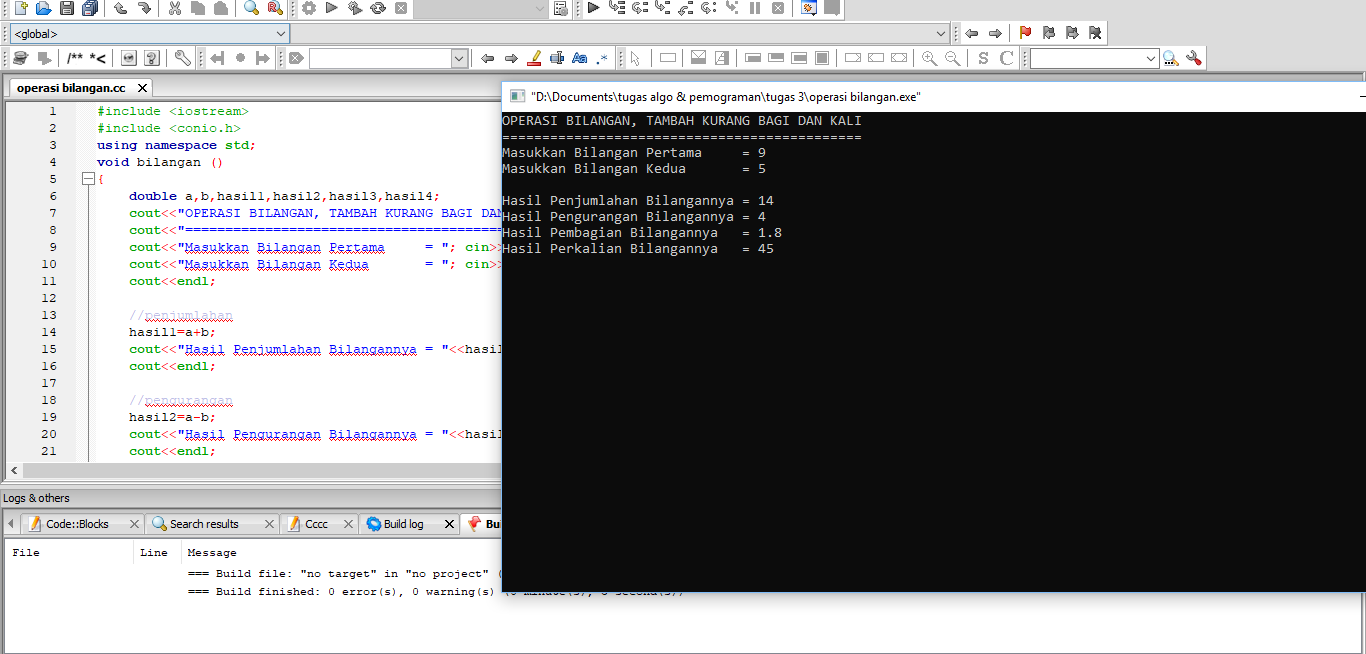 <global>
/** *<
Aa .*
S C
operasi bilangan.cc
1 #include <iostream>
2 #include <conio.h>
3 using namespace std;
4 void bilangan ()
5 {
6 double a,b,hasil1,hasil2,hasil3,hasil4;
7 cout<<"OPERASI BILANGAN, TAMBAH KURANG BAGI DAN
8 cout<<"========================================
9 cout<<"Masukkan Bilangan Pertama     = "; cin>>
10 cout<<"Masukkan Bilangan Kedua       = "; cin>>
11 cout<<endl;
12
13 //penjumlahan
14 hasil1=a+b;
15 cout<<"Hasil Penjumlahan Bilangannya = "<<hasil1
16 cout<<endl;
17
18 //pengurangan
19 hasil2=a-b;
20 cout<<"Hasil Pengurangan Bilangannya = "<<hasil
21 cout<<endl;
"D:\Documents\tugas algo & pemograman\tugas 3\operasi bilangan.exe"
OPERASI BILANGAN, TAMBAH KURANG BAGI DAN KALI
=============================================
Masukkan Bilangan Pertama     = 9
Masukkan Bilangan Kedua       = 5
Hasil Penjumlahan Bilangannya = 14
Hasil Pengurangan Bilangannya = 4
Hasil Pembagian Bilangannya   = 1.8
Hasil Perkalian Bilangannya   = 45
Logs & others
Code::Blocks Search results Cccc Build log Bui
File Line Message
=== Build file: "no target" in "no project" (
=== Build finished: 0 error(s), 0 warning(s) (0 minute(s), 0 second(s))